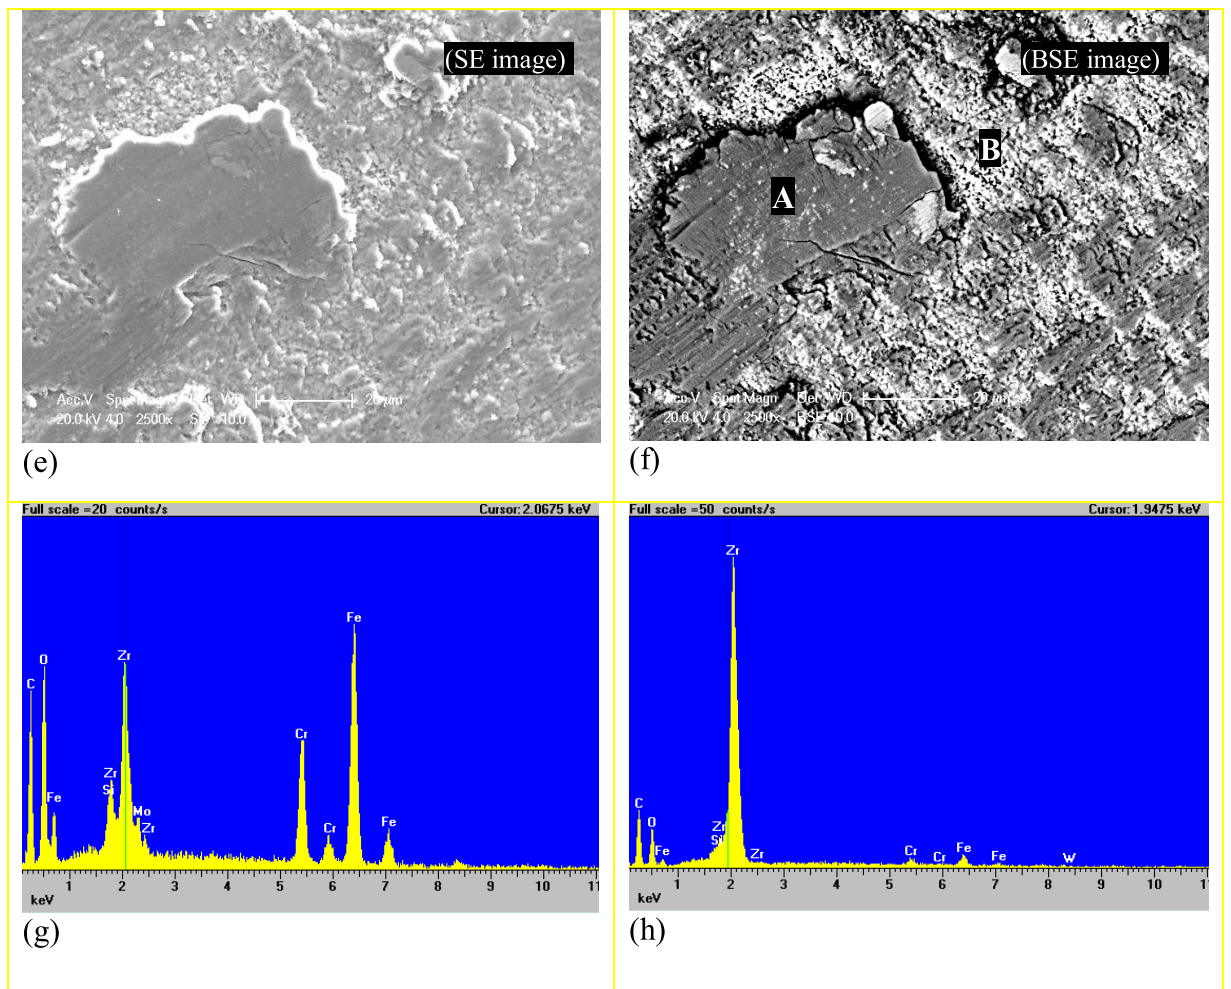 (SE image)
Acc.V Spot Magn Det WD 20 µm
20.0 kV 4.0 2500x SE 10.0
(e)
(BSE image)
B
A
Acc.V Spot Magn Det WD 20 µm
20.0 kV 4.0 2500x BSE 10.0
(f)
Full scale =20 counts/s Cursor: 2.0675 keV
Fe
Zr
O
C
Cr
Zr
Si
Fe
Mo
Zr
Cr
Fe
1 2 3 4 5 6 7 8 9 10 11
keV
(g)
Full scale =50 counts/s Cursor: 1.9475 keV
Zr
C
O
Zr
Si
Fe
Zr
Cr
Cr
Fe
Fe
W
1 2 3 4 5 6 7 8 9 10 11
keV
(h)